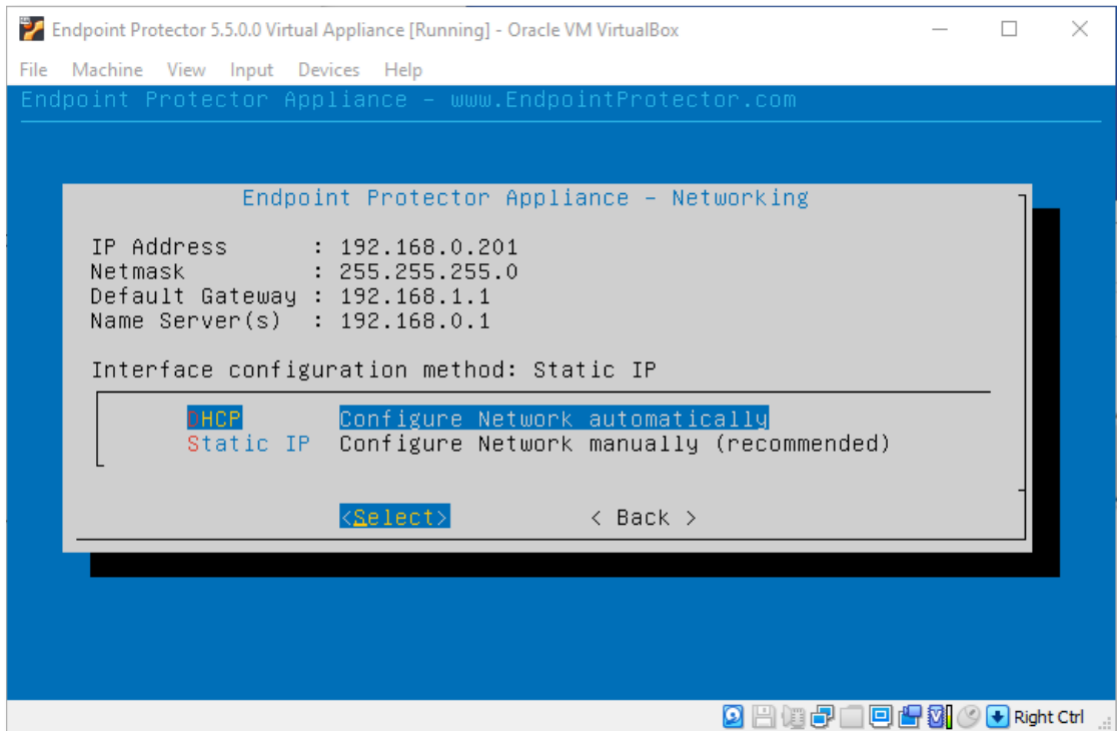 Endpoint Protector 5.5.0.0 Virtual Appliance [Running] - Oracle VM VirtualBox
File Machine View Input Devices Help
Endpoint Protector Appliance - www.EndpointProtector.com
Endpoint Protector Appliance - Networking
IP Address : 192.168.0.201
Netmask : 255.255.255.0
Default Gateway : 192.168.1.1
Name Server(s) : 192.168.0.1
Interface configuration method: Static IP
DHCP Configure Network automatically
Static IP Configure Network manually (recommended)
<Select> < Back >
Right Ctrl